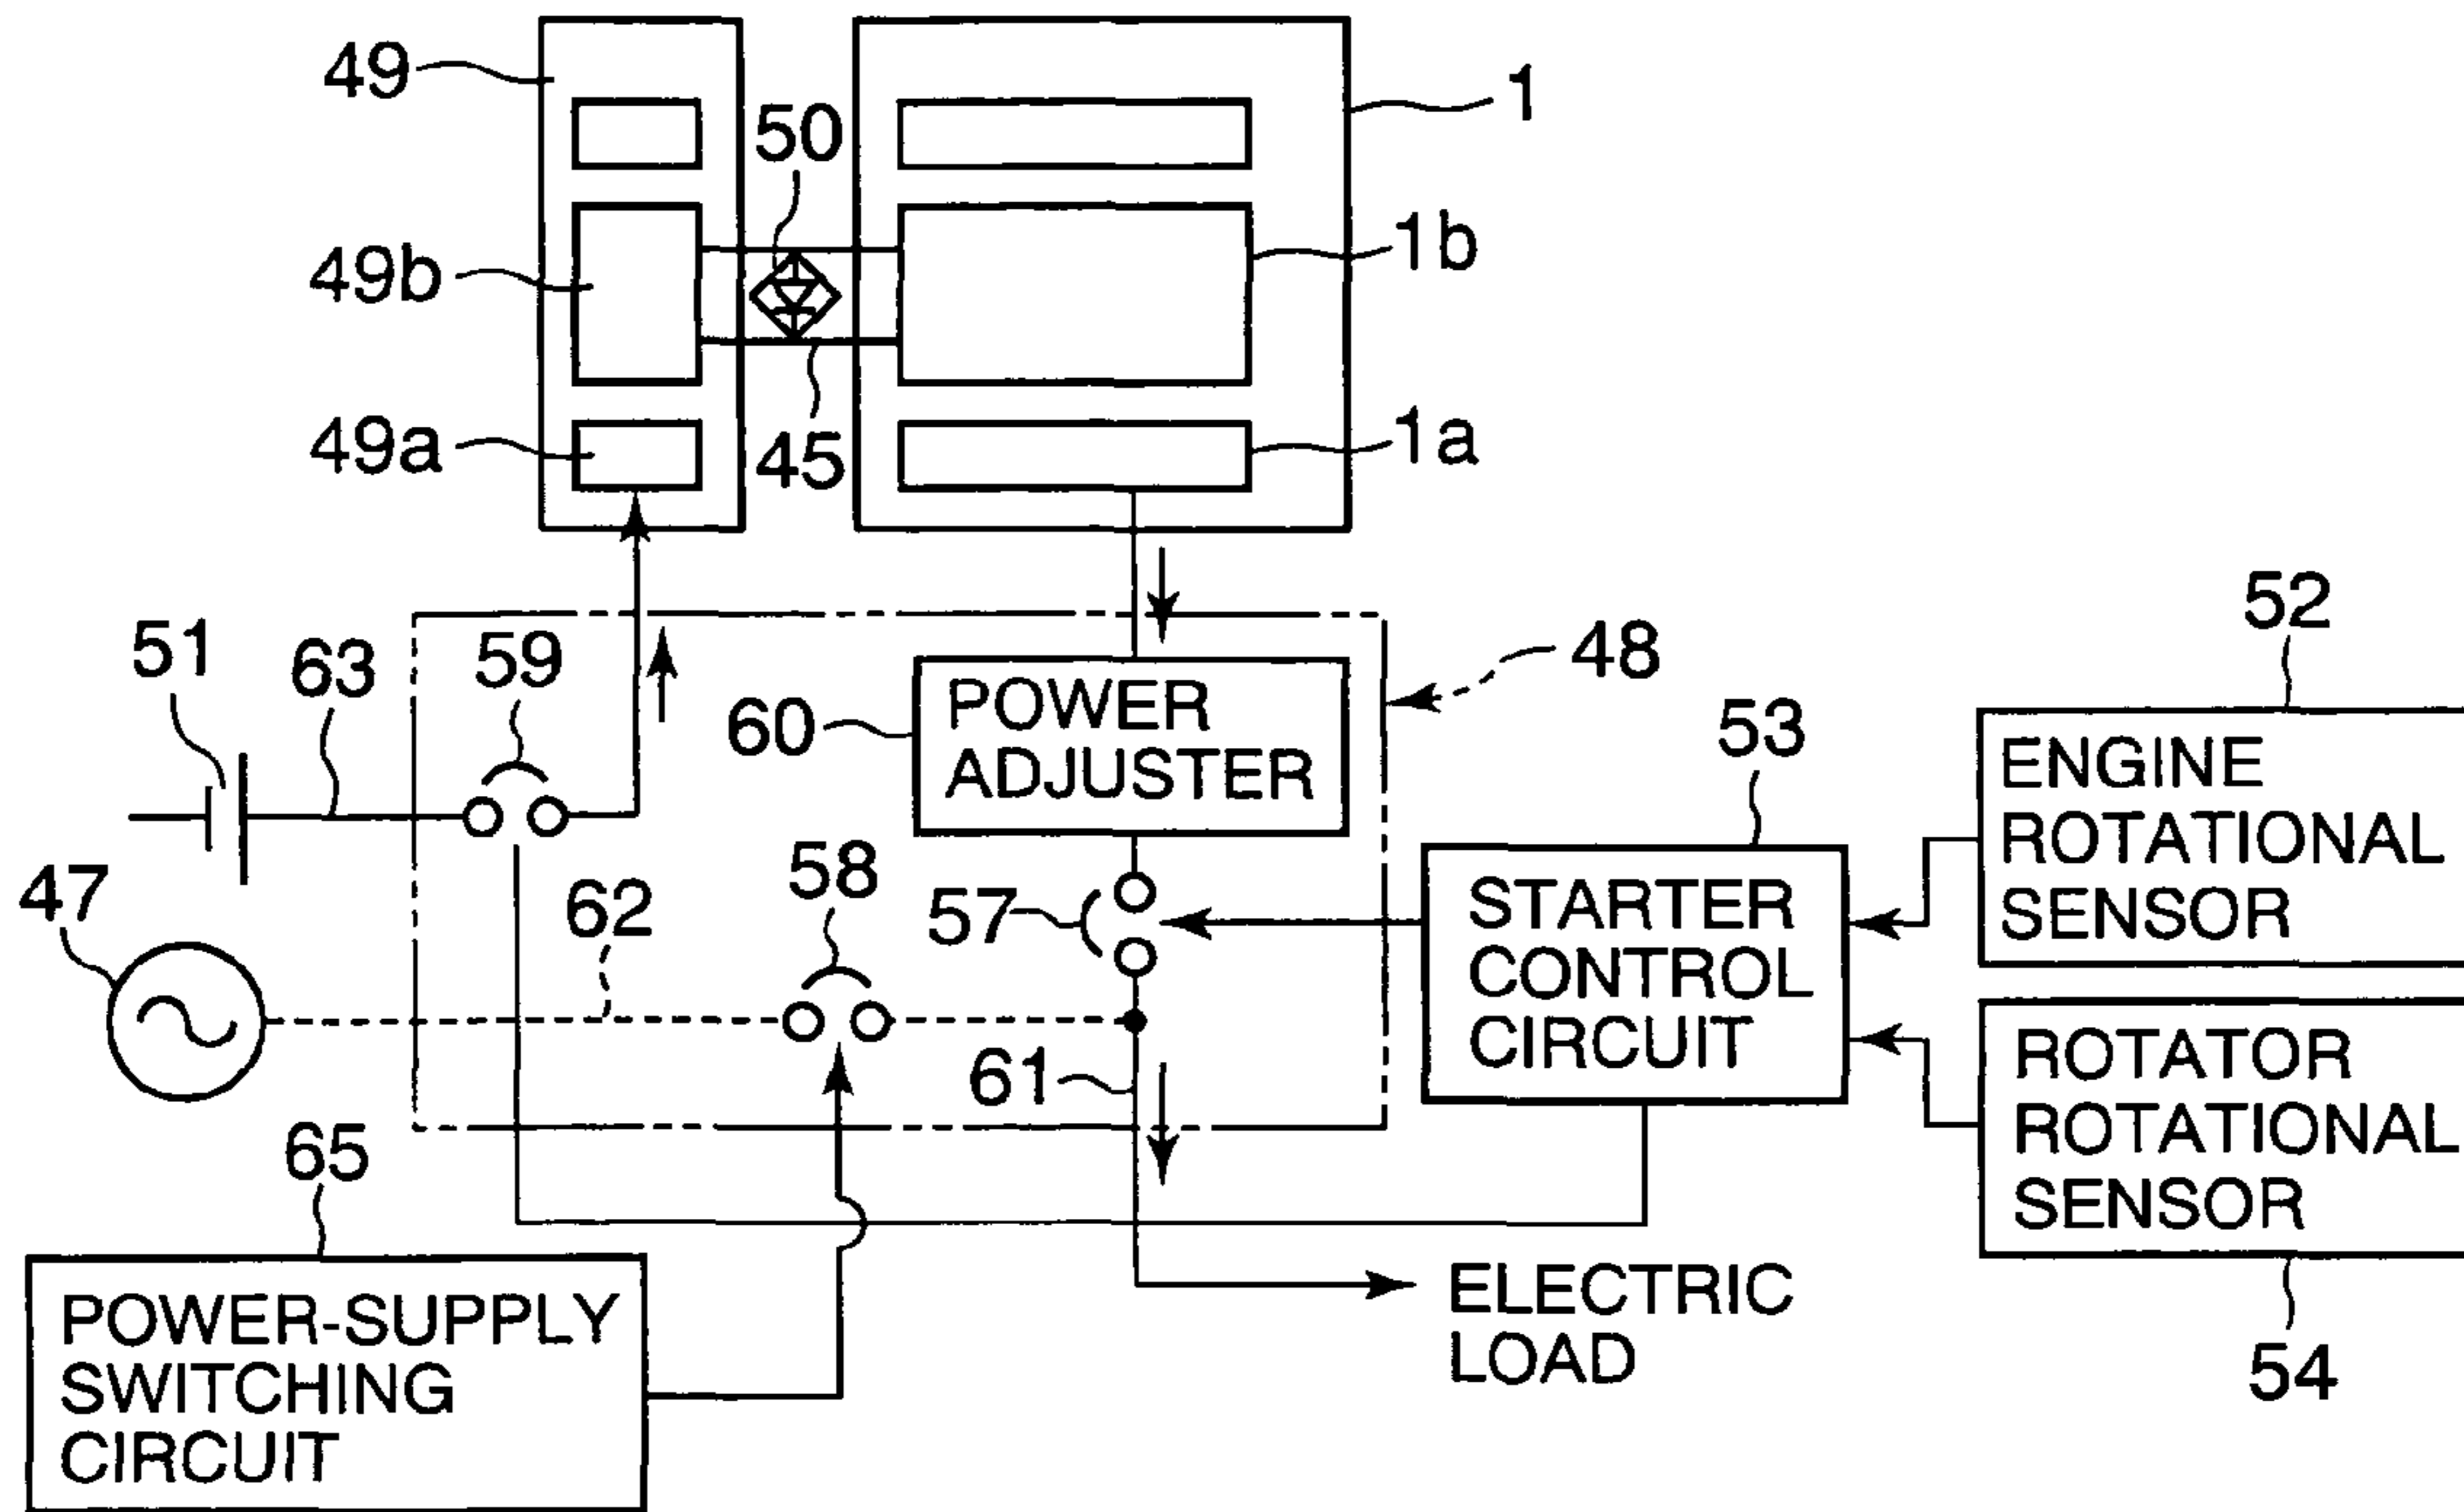 49
50
1
49b
1b
49a
45
1a
51
63
59
60
POWER
ADJUSTER
48
52
53
ENGINE
ROTATIONAL
SENSOR
47
62
58
57
STARTER
CONTROL
CIRCUIT
61
ROTATOR
ROTATIONAL
SENSOR
54
65
POWER-SUPPLY
SWITCHING
CIRCUIT
ELECTRIC
LOAD